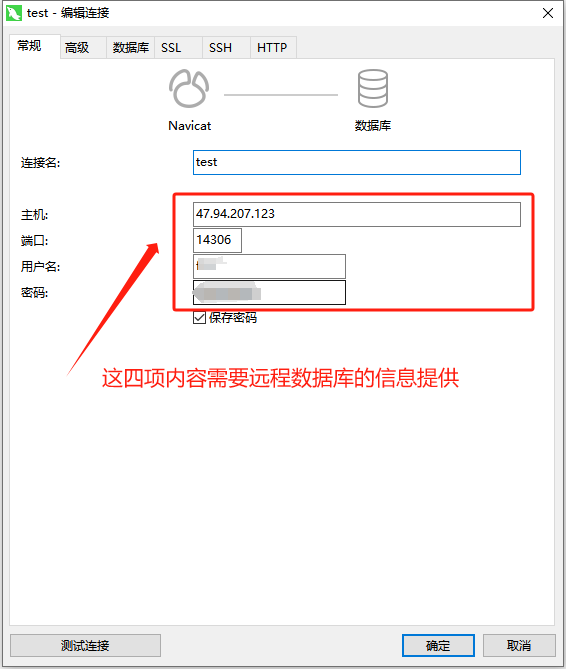 test - 编辑连接
常规 高级 数据库 SSL SSH HTTP
Navicat 数据库
连接名: test
主机: 47.94.207.123
端口: 14306
用户名:
密码:
保存密码
这四项内容需要远程数据库的信息提供
测试连接 确定 取消